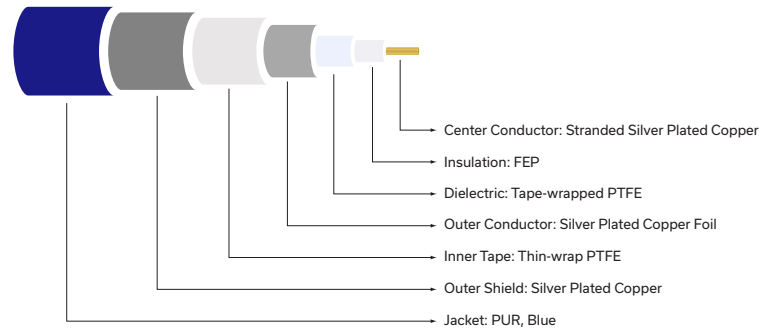 Center Conductor: Stranded Silver Plated Copper
Insulation: FEP
Dielectric: Tape-wrapped PTFE
Outer Conductor: Silver Plated Copper Foil
Inner Tape: Thin-wrap PTFE
Outer Shield: Silver Plated Copper
Jacket: PUR, Blue